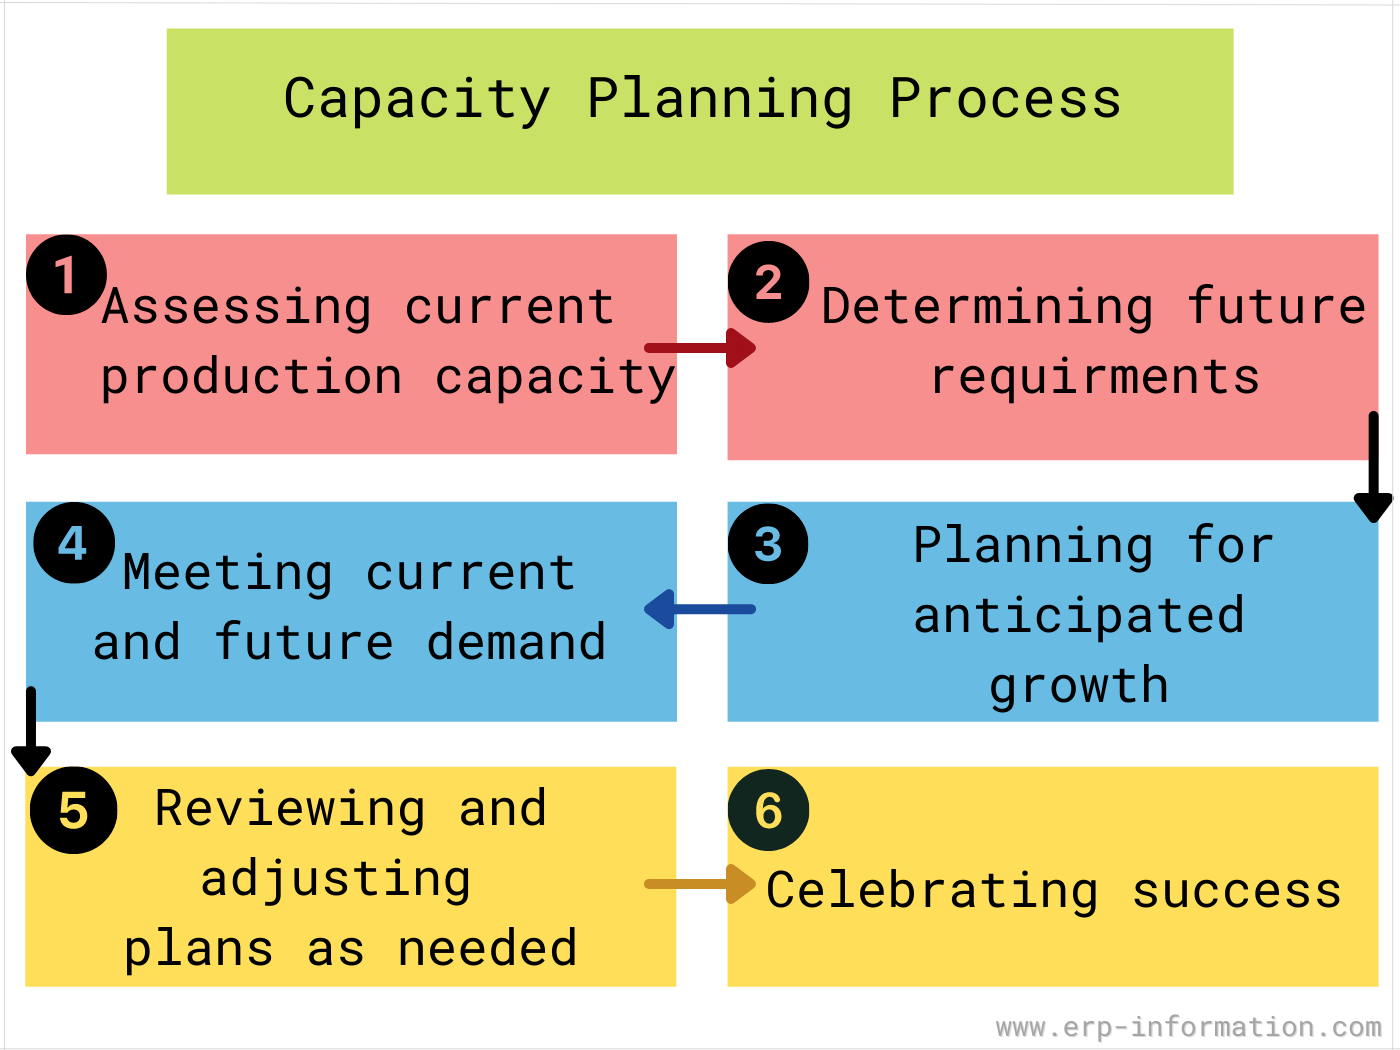 Capacity Planning Process
1
Assessing current
production capacity
2
Determining future
requirments
3
Planning for
anticipated
growth
4
Meeting current
and future demand
5
Reviewing and
adjusting
plans as needed
6
Celebrating success
www.erp-information.com